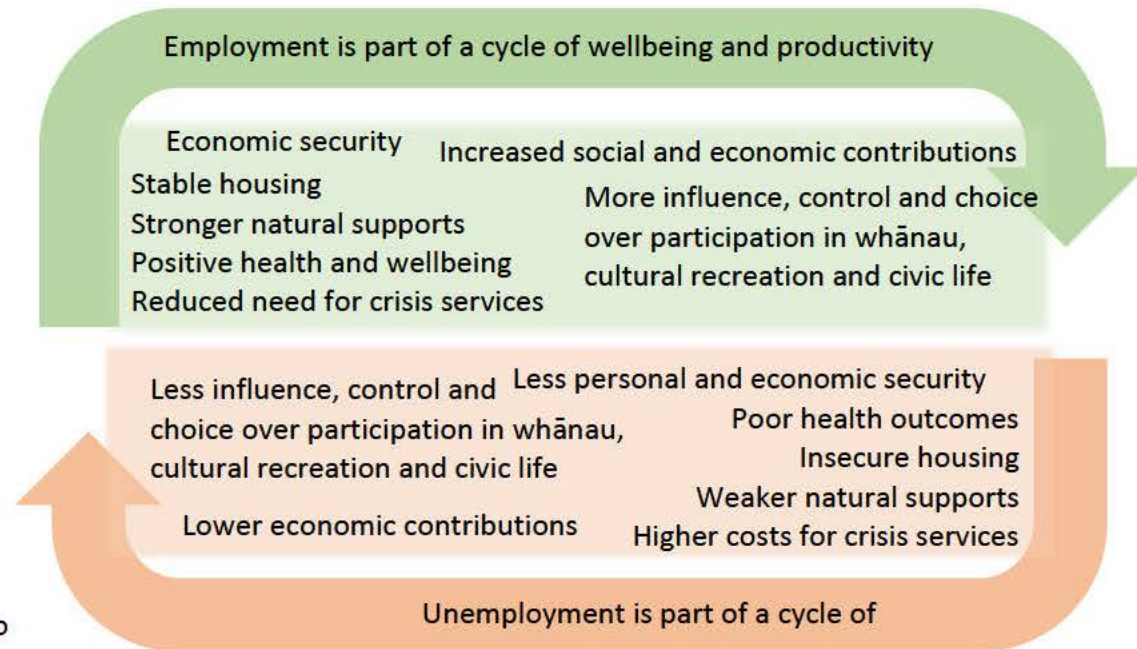 Employment is part of a cycle of wellbeing and productivity
Economic security
Stable housing
Stronger natural supports
Positive health and wellbeing
Reduced need for crisis services
Increased social and economic contributions
More influence, control and choice
over participation in whānau,
cultural recreation and civic life
Less influence, control and
choice over participation in whānau,
cultural recreation and civic life
Lower economic contributions
Less personal and economic security
Poor health outcomes
Insecure housing
Weaker natural supports
Higher costs for crisis services
Unemployment is part of a cycle of